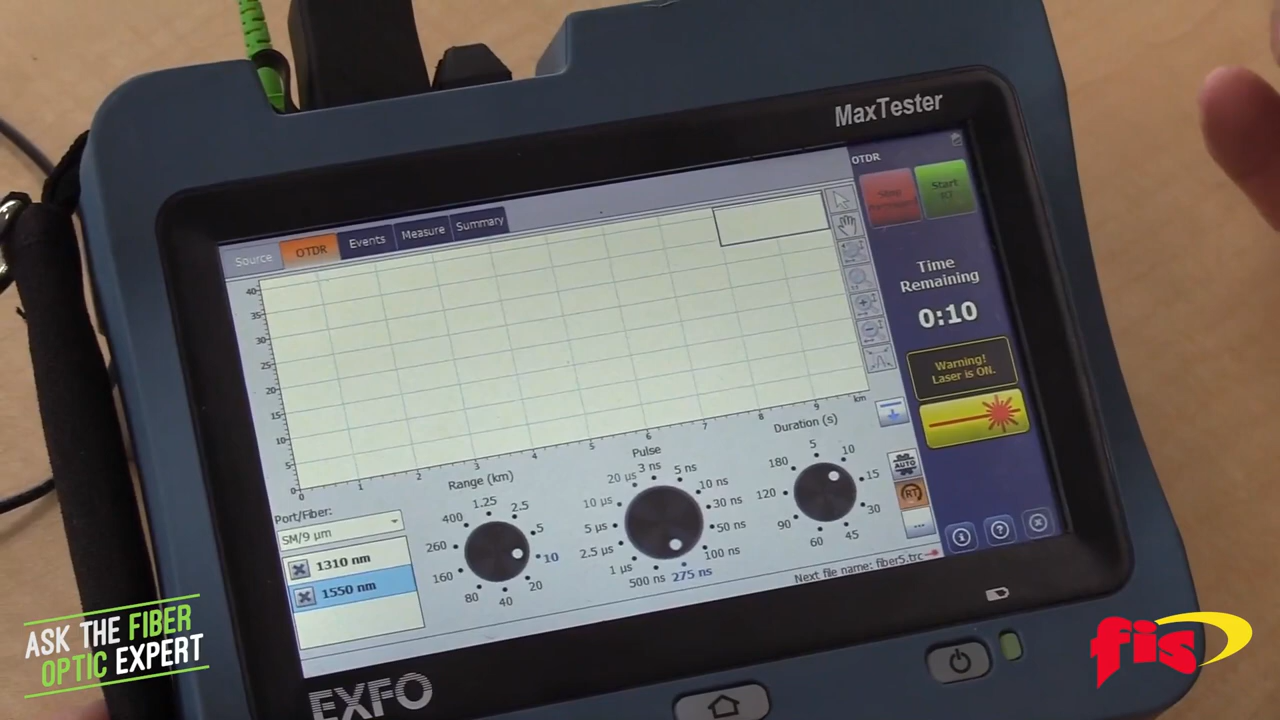 MaxTester
OTDR
Start
RT
Source
OTDR
Events
Measure
Summary
Time
Remaining
0:10
Warning!
Laser is ON.
40
35
30
25
20
15
10
5
0
0
1
2
3
4
5
6
7
8
9
km
Port/Fiber:
SM/9 µm
1310 nm
1550 nm
Range (km)
1.25
2.5
5
10
20
40
80
160
260
400
Pulse
3 ns
5 ns
10 ns
30 ns
50 ns
100 ns
275 ns
500 ns
1 µs
2.5 µs
5 µs
10 µs
20 µs
Duration (s)
5
10
15
30
45
60
90
120
180
AUTO
RT
...
Next file name: fiber5.trc
EXFO
ASK THE FIBER
OPTIC EXPERT
fis